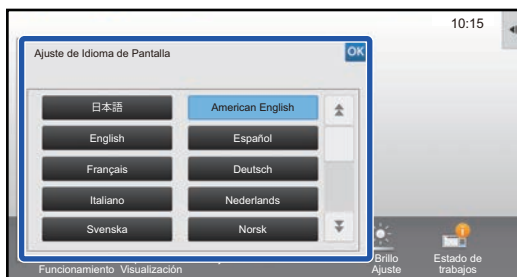 10:15
Ajuste de Idioma de Pantalla
OK
日本語
American English
English
Español
Français
Deutsch
Italiano
Nederlands
Svenska
Norsk
Funcionamiento Visualización
Brillo
Ajuste
Estado de
trabajos